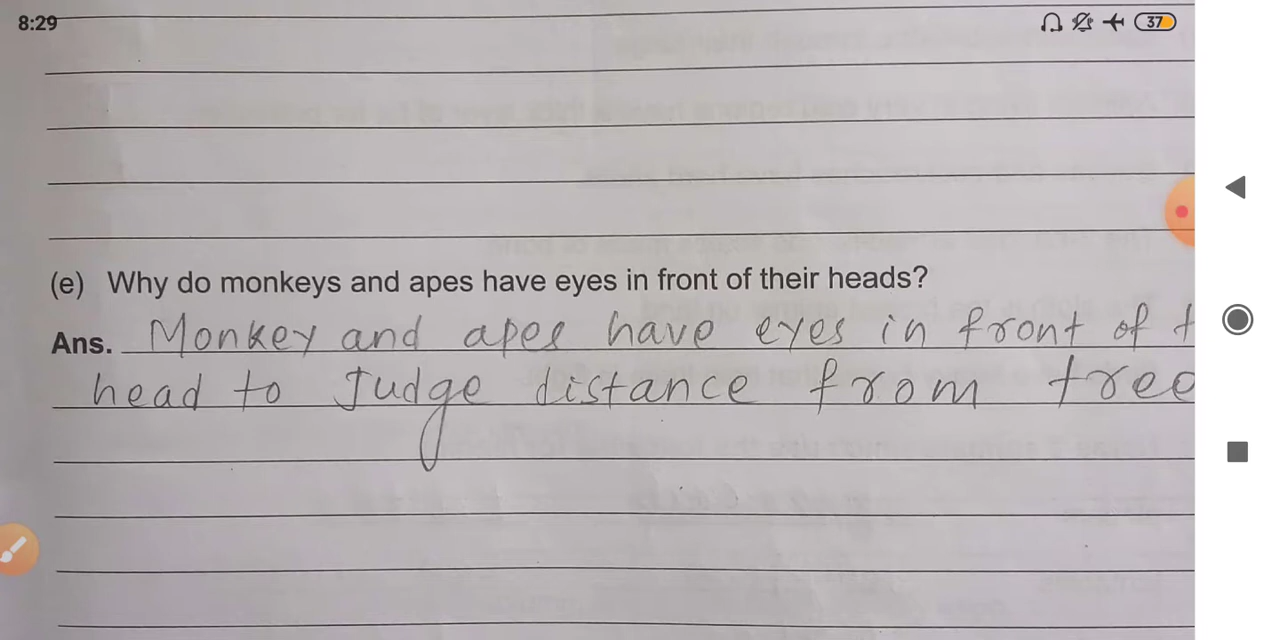 8:29
37
(e) Why do monkeys and apes have eyes in front of their heads?
Ans. Monkey and apes have eyes in front of
head to Judge distance from tree